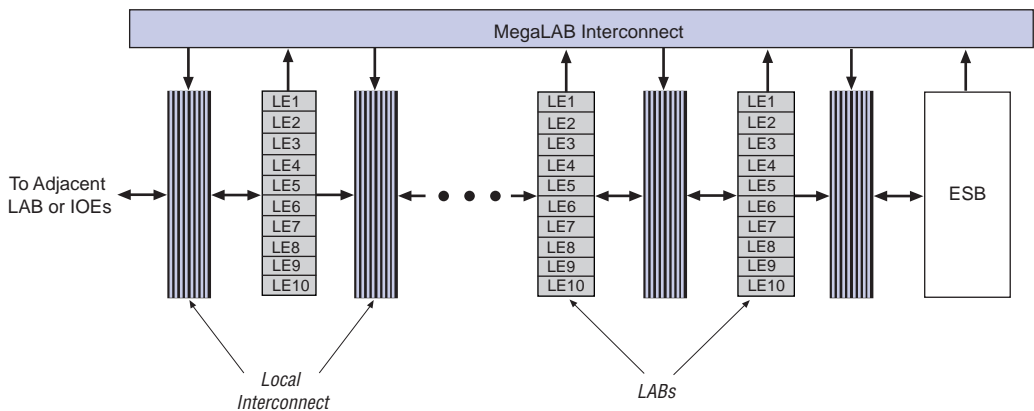 MegaLAB Interconnect
LE1
LE2
LE3
LE4
LE5
LE6
LE7
LE8
LE9
LE10
LE1
LE2
LE3
LE4
LE5
LE6
LE7
LE8
LE9
LE10
LE1
LE2
LE3
LE4
LE5
LE6
LE7
LE8
LE9
LE10
To Adjacent
LAB or IOEs
ESB
Local
Interconnect
LABs